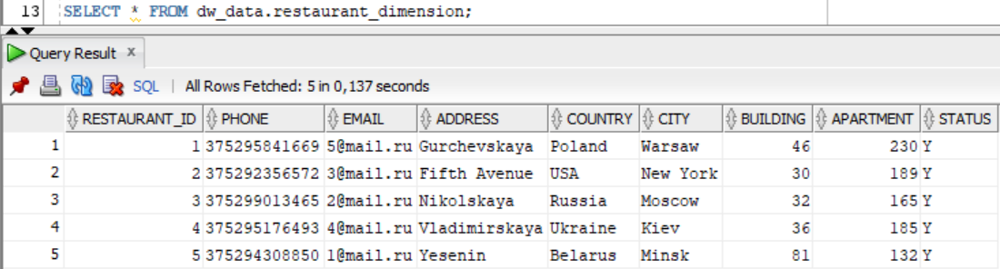 13 SELECT * FROM dw_data.restaurant_dimension;
Query Result x
SQL | All Rows Fetched: 5 in 0,137 seconds
RESTAURANT_ID PHONE EMAIL ADDRESS COUNTRY CITY BUILDING APARTMENT STATUS
1 1 375295841669 5@mail.ru Gurchevskaya Poland Warsaw 46 230 Y
2 2 375292356572 3@mail.ru Fifth Avenue USA New York 30 189 Y
3 3 375299013465 2@mail.ru Nikolskaya Russia Moscow 32 165 Y
4 4 375295176493 4@mail.ru Vladimirskaya Ukraine Kiev 36 185 Y
5 5 375294308850 1@mail.ru Yesenin Belarus Minsk 81 132 Y